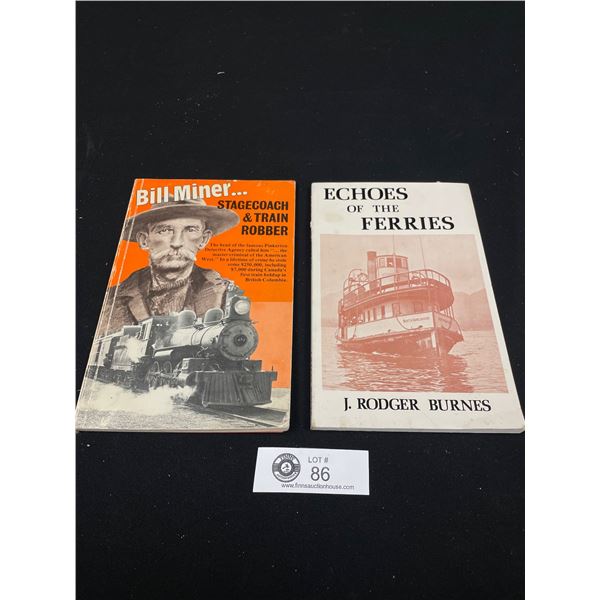 Bill Miner...
STAGECOACH
& TRAIN
ROBBER
The head of the famous Pinkerton
Detective Agency called him "... the
master criminal of the American
West." In a lifetime of crime he stole
some $250,000, including
$7,000 during Canada's
first train holdup in
British Columbia.
ECHOES
OF THE
FERRIES
J. RODGER BURNES
LOT #
86
www.finnsauctionhouse.com